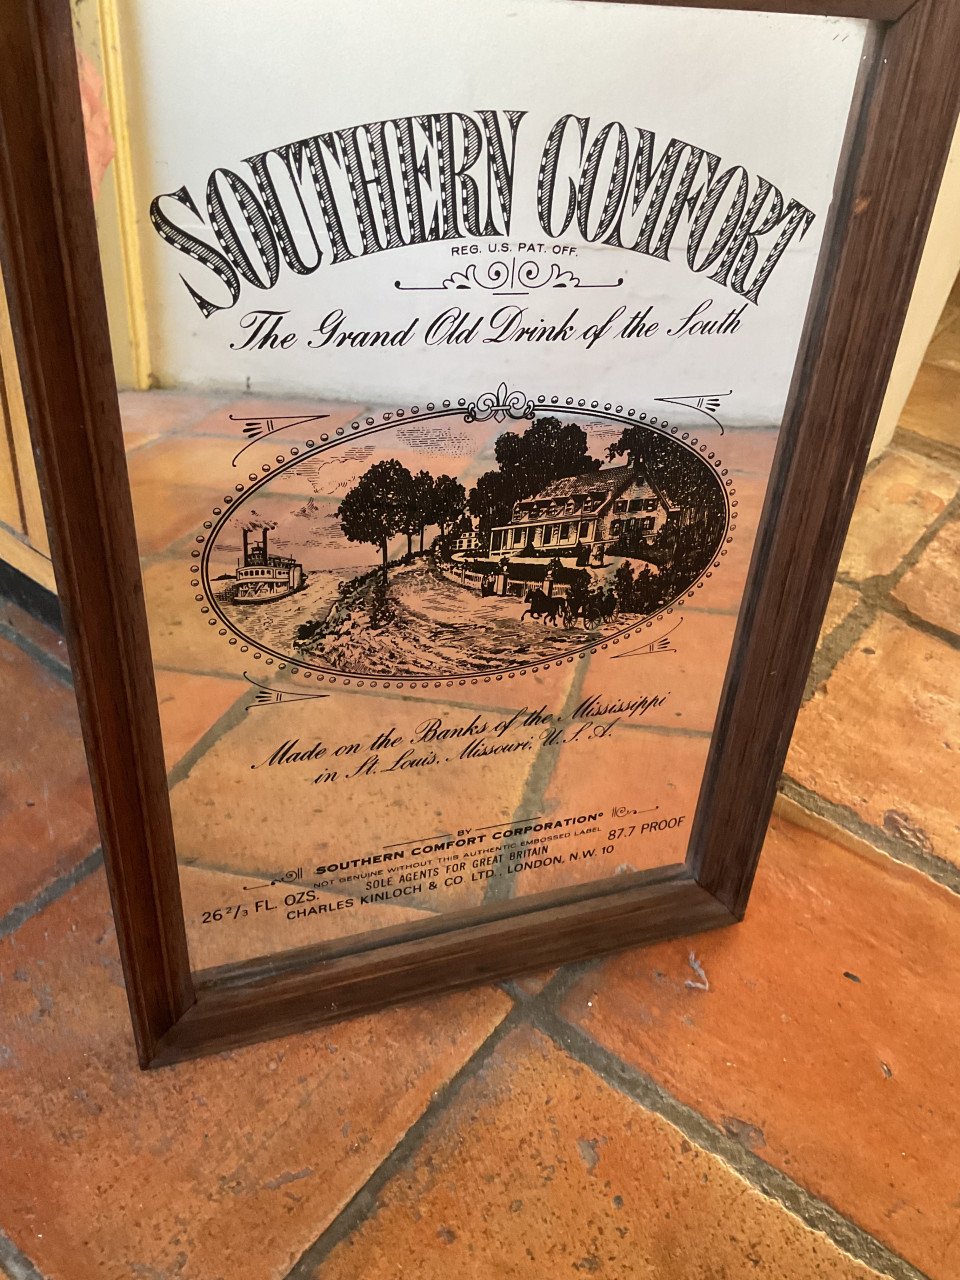 SOUTHERN COMFORT
REG. U.S. PAT. OFF.
The Grand Old Drink of the South
Made on the Banks of the Mississippi
in St. Louis, Missouri, U.S.A.
BY
SOUTHERN COMFORT CORPORATION®
NOT GENUINE WITHOUT THIS AUTHENTIC EMBOSSED LABEL
87.7 PROOF
SOLE AGENTS FOR GREAT BRITAIN
26 2/3 FL. OZS.
CHARLES KINLOCH & CO. LTD., LONDON, N.W. 10